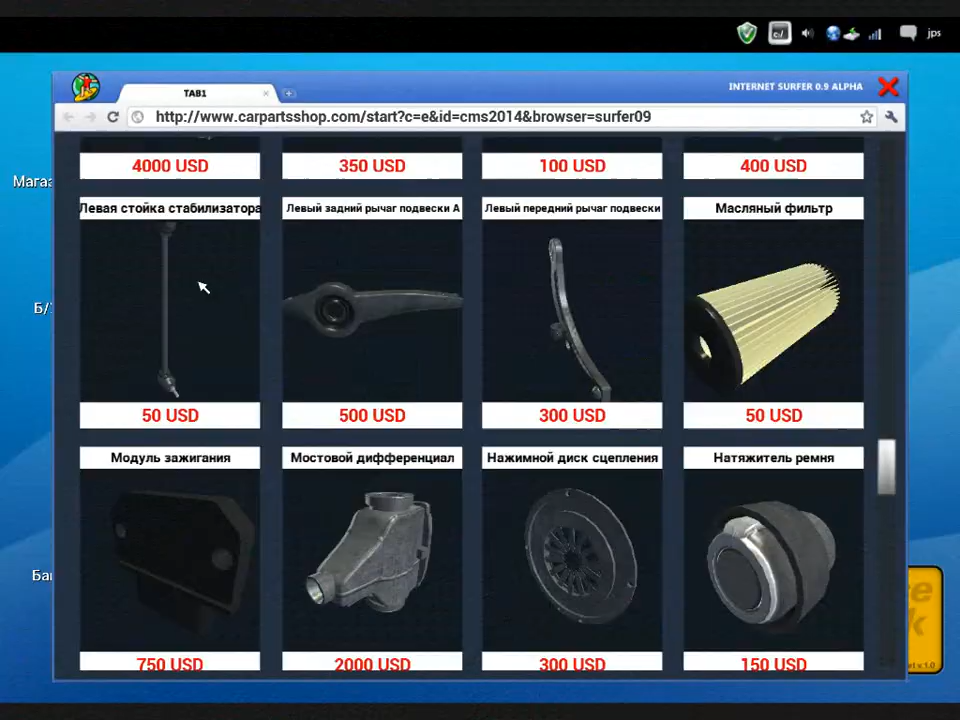 jps
INTERNET SURFER 0.9 ALPHA
TAB1
http://www.carpartsshop.com/start?c=e&id=cms2014&browser=surfer09
4000 USD
350 USD
100 USD
400 USD
Левая стойка стабилизатора
Левый задний рычаг подвески А
Левый передний рычаг подвески
Масляный фильтр
50 USD
500 USD
300 USD
50 USD
Модуль зажигания
Мостовой дифференциал
Нажимной диск сцепления
Натяжитель ремня
750 USD
2000 USD
300 USD
150 USD
Мага
Б/
Ба